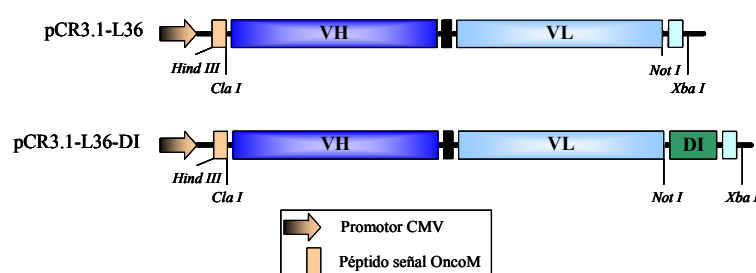 pCR3.1-L36
VH
VL
Hind III
Cla I
Not I
Xba I
pCR3.1-L36-DI
VH
VL
DI
Hind III
Cla I
Not I
Xba I
Promotor CMV
Péptido señal OncoM